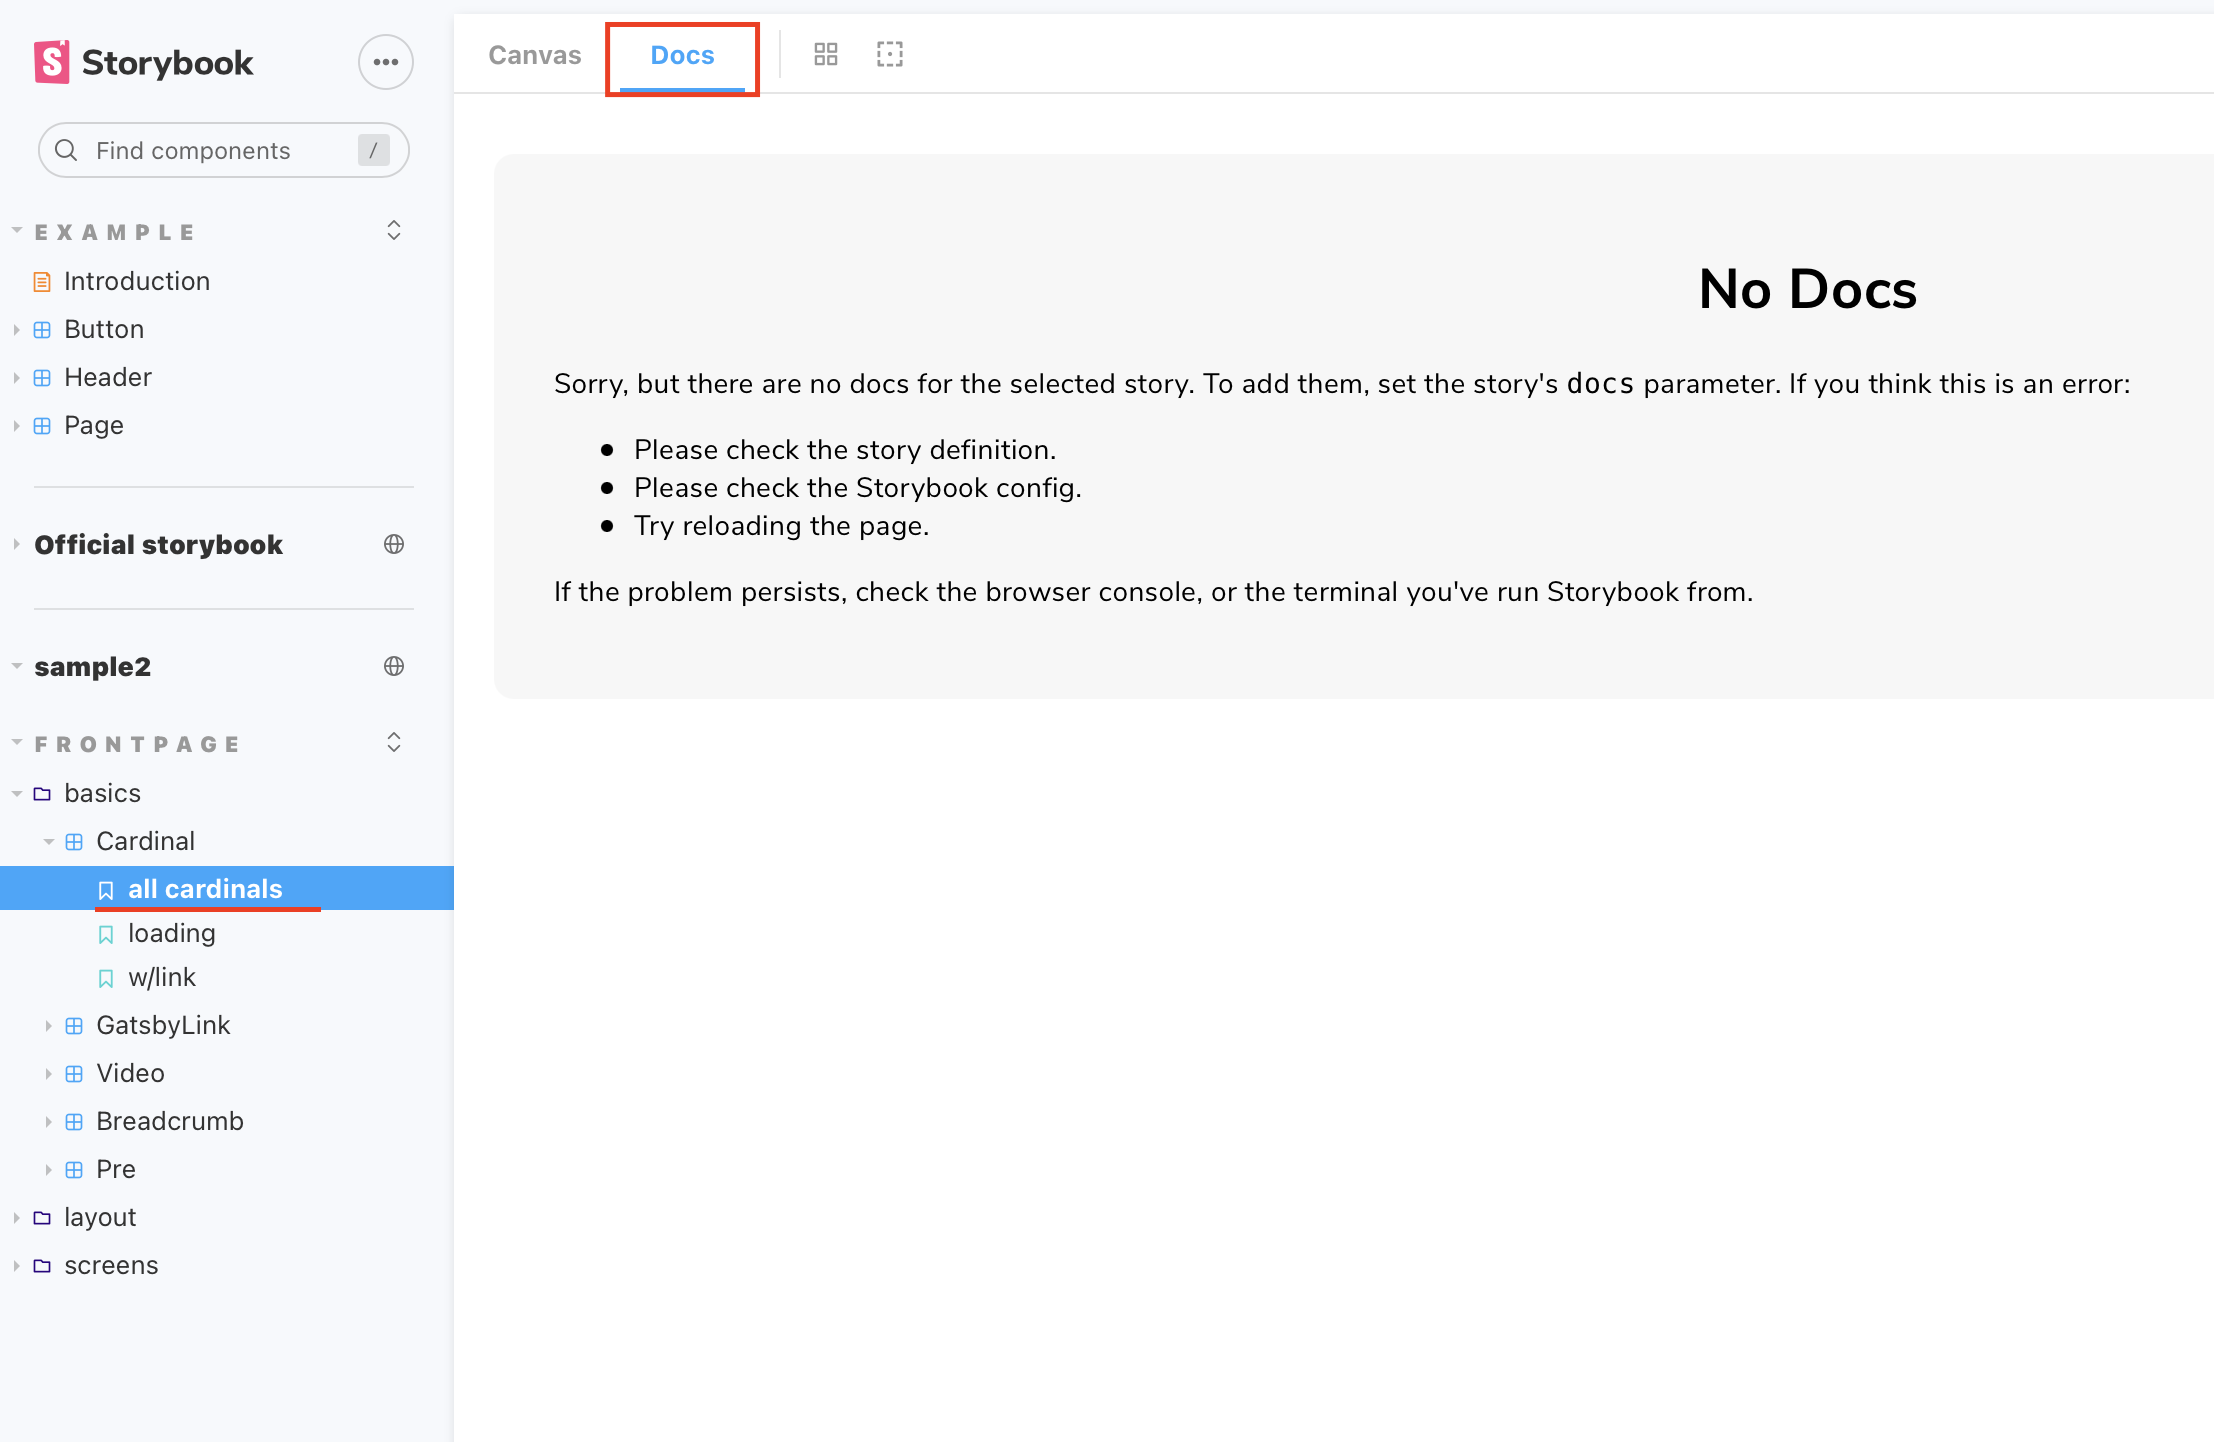 Storybook
Find components
/
EXAMPLE
Introduction
Button
Header
Page
Official storybook
sample2
FRONTPAGE
basics
Cardinal
all cardinals
loading
w/link
GatsbyLink
Video
Breadcrumb
Pre
layout
screens
Canvas
Docs
No Docs
Sorry, but there are no docs for the selected story. To add them, set the story's docs parameter. If you think this is an error:
Please check the story definition.
Please check the Storybook config.
Try reloading the page.
If the problem persists, check the browser console, or the terminal you've run Storybook from.